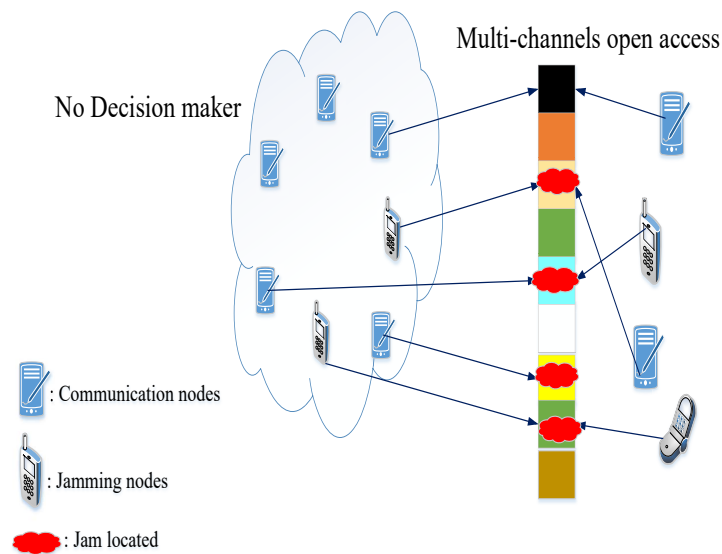 Multi-channels open access
No Decision maker
: Communication nodes
: Jamming nodes
: Jam located